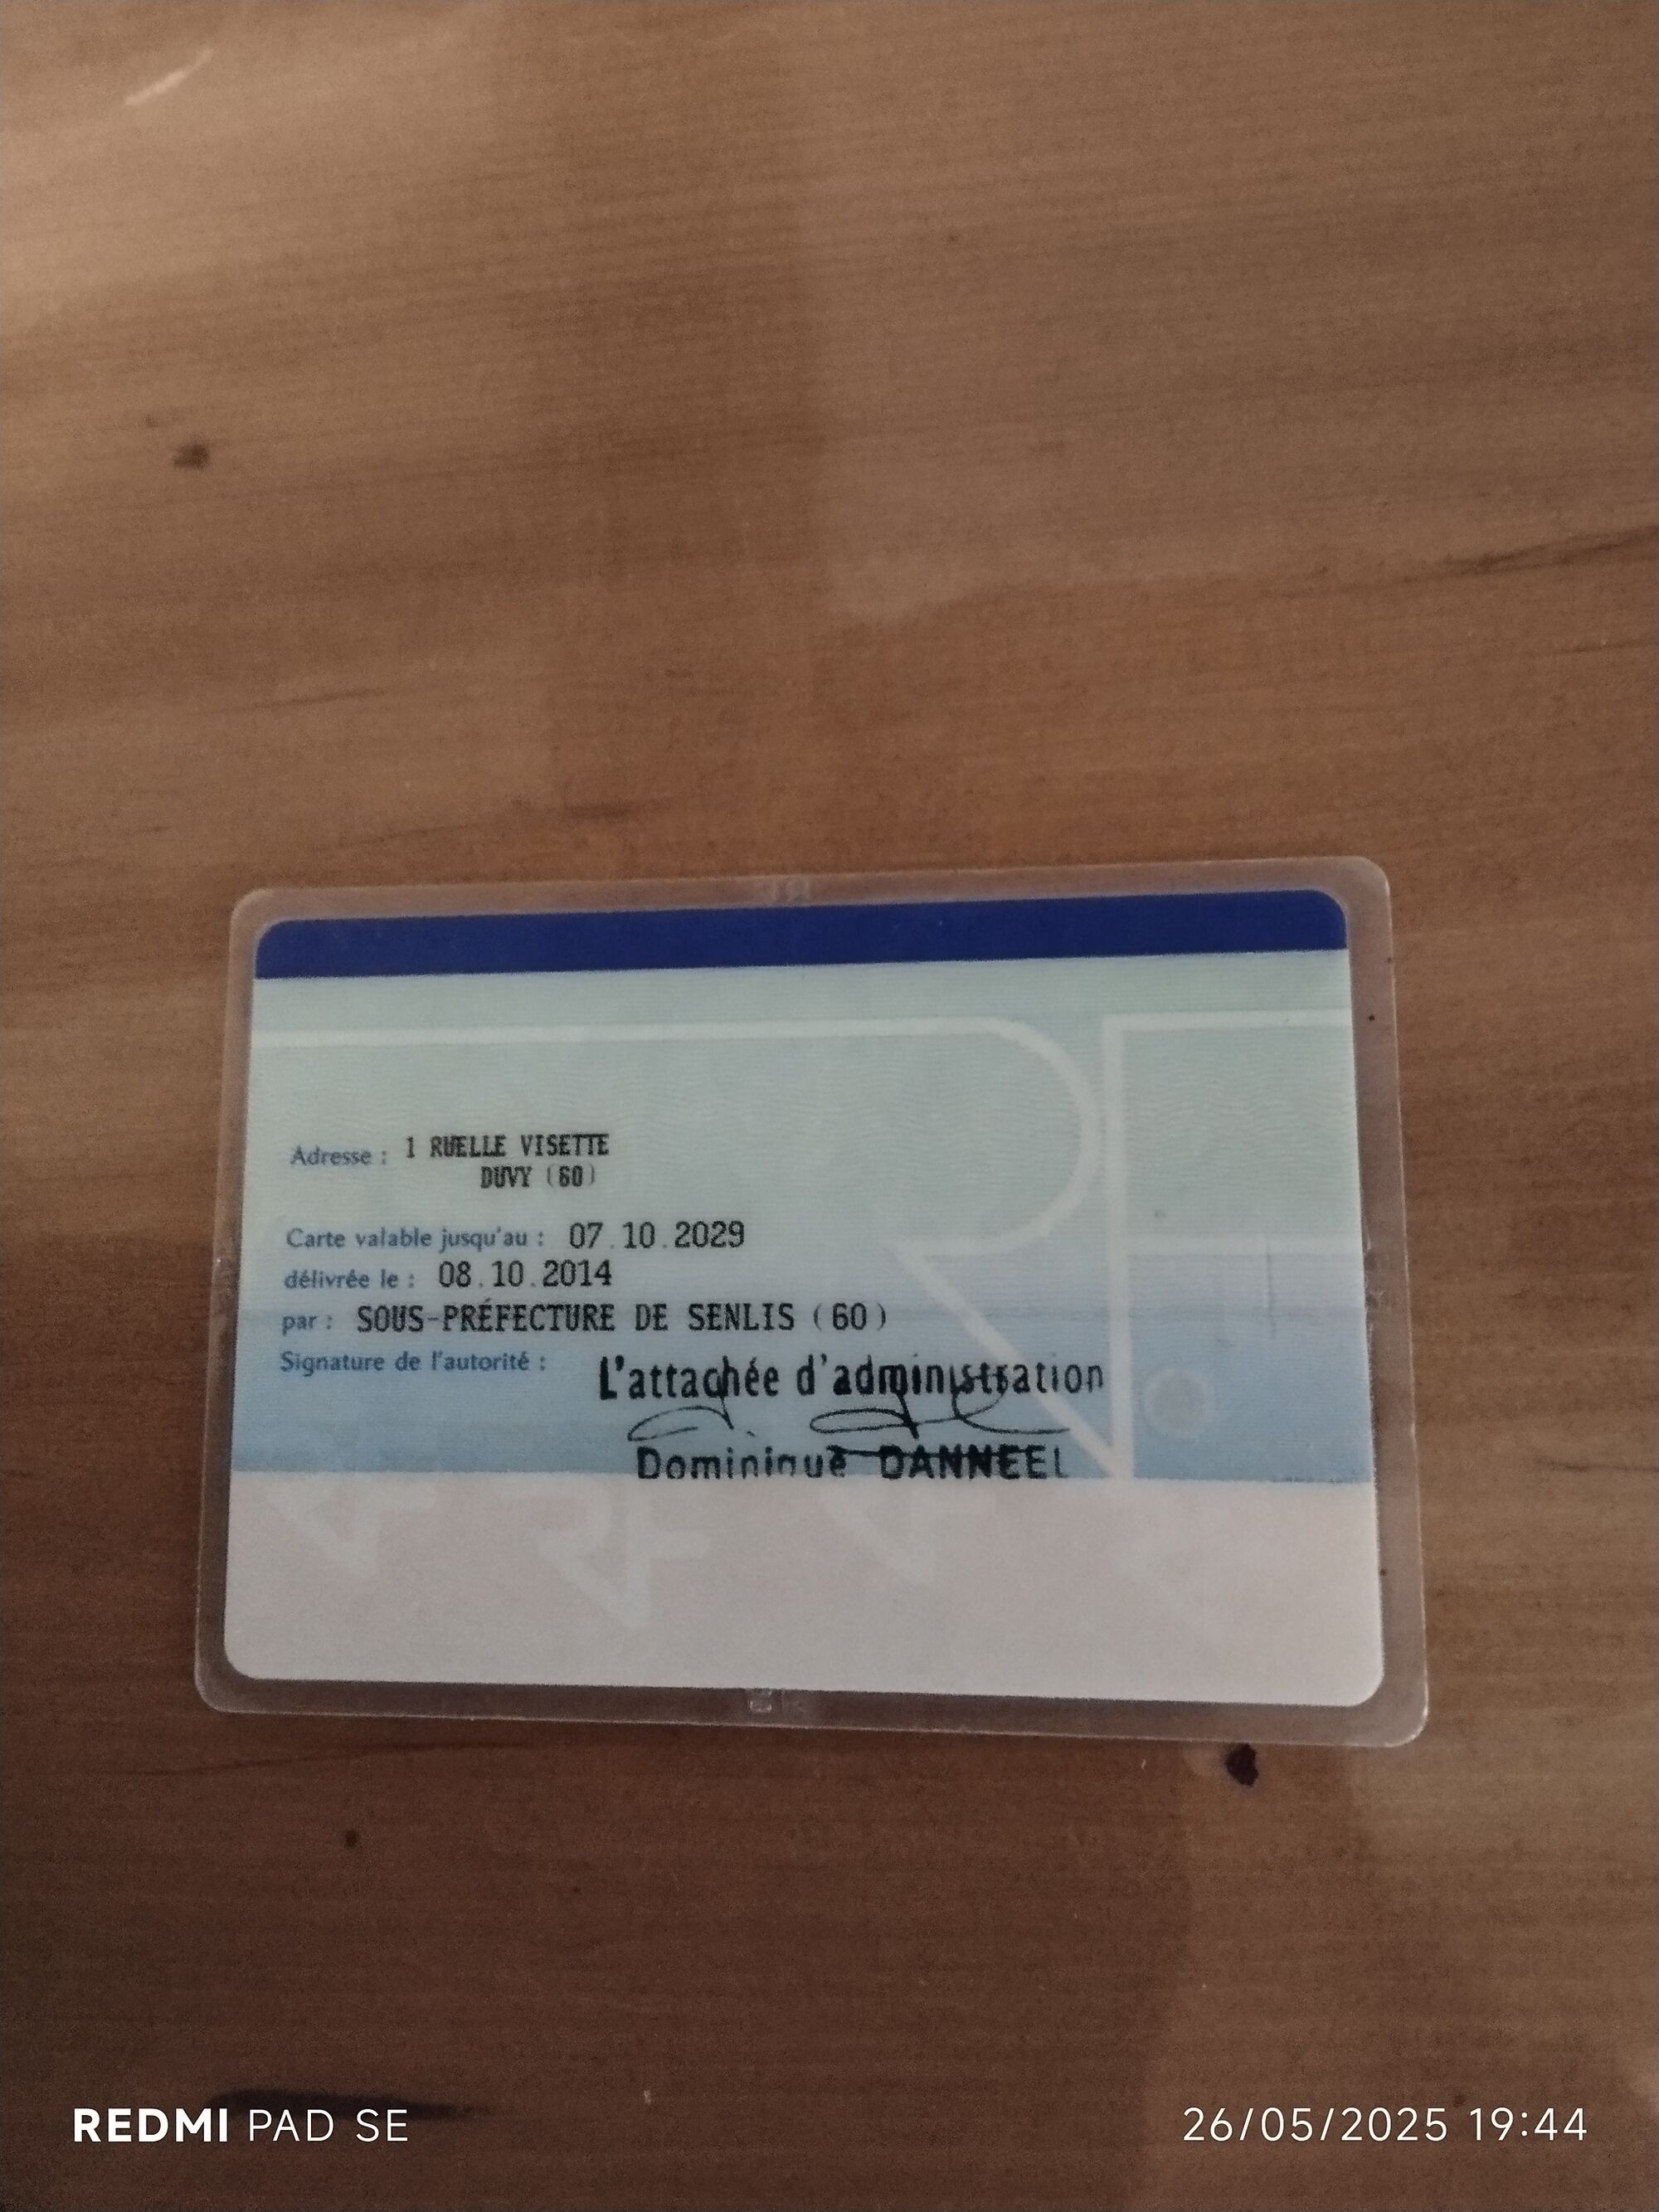 Adresse : 1 RUELLE VISETTE
DUVY (60)
Carte valable jusqu'au : 07.10.2029
délivrée le : 08.10.2014
par : SOUS-PRÉFECTURE DE SENLIS (60)
Signature de l'autorité :
L'attachée d'administration
Dominique DANNEEL
RF
REDMI PAD SE
26/05/2025 19:44